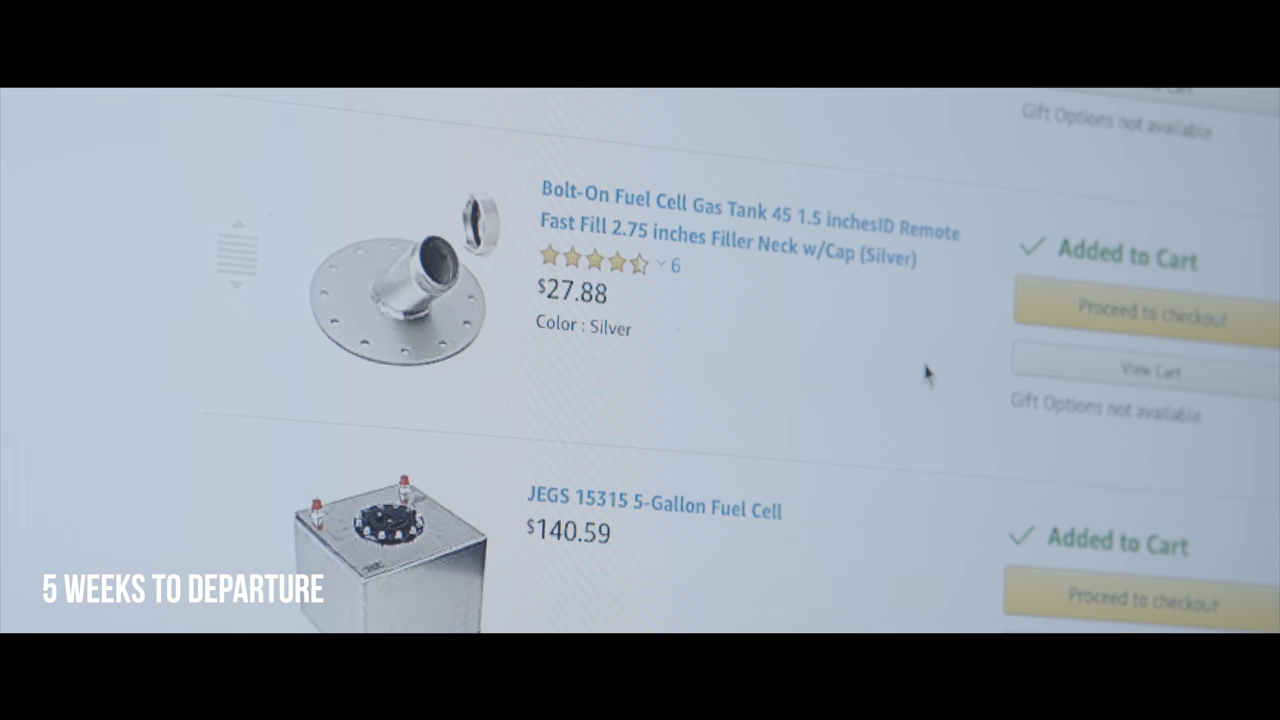 Gift Options not available
Bolt-On Fuel Cell Gas Tank 45 1.5 inchesID Remote
Fast Fill 2.75 inches Filler Neck w/Cap (Silver)
6
$27.88
Color : Silver
Added to Cart
Proceed to checkout
View Cart
Gift Options not available
JEGS 15315 5-Gallon Fuel Cell
$140.59
Added to Cart
Proceed to checkout
5 WEEKS TO DEPARTURE